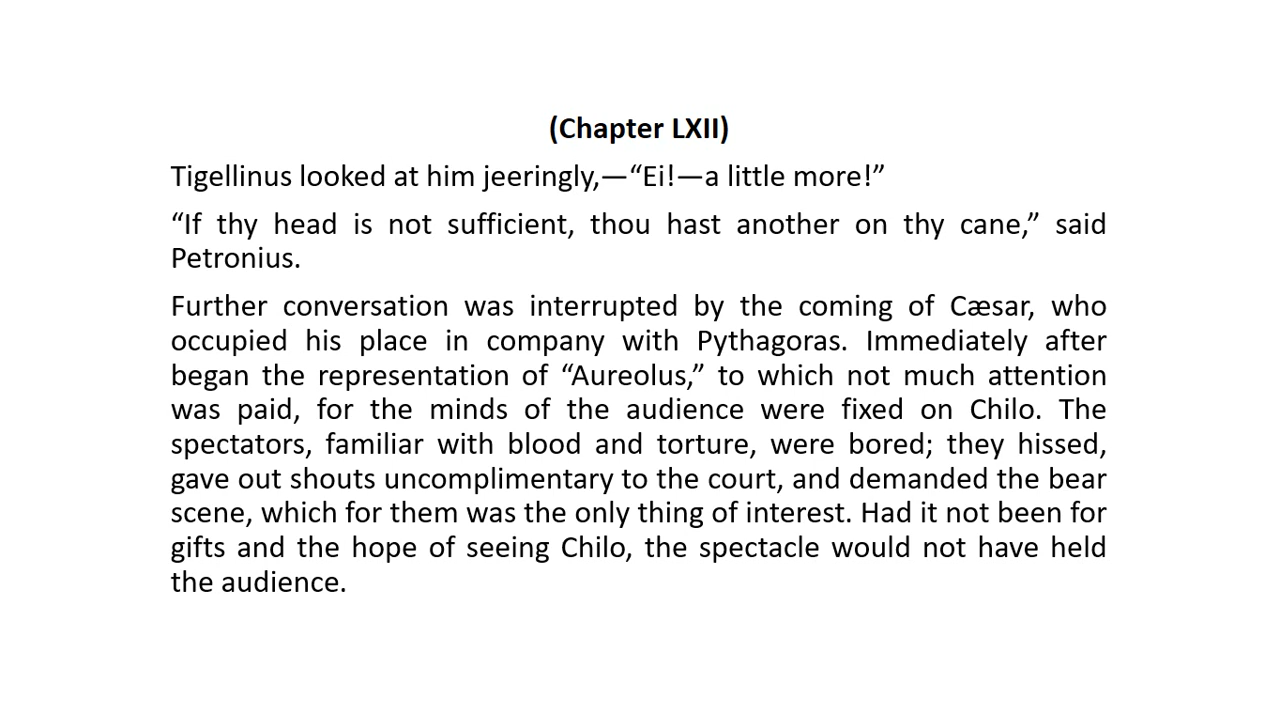 (Chapter LXII)
Tigellinus looked at him jeeringly,—“Ei!—a little more!”
“If thy head is not sufficient, thou hast another on thy cane,” said
Petronius.
Further conversation was interrupted by the coming of Cæsar, who
occupied his place in company with Pythagoras. Immediately after
began the representation of “Aureolus,” to which not much attention
was paid, for the minds of the audience were fixed on Chilo. The
spectators, familiar with blood and torture, were bored; they hissed,
gave out shouts uncomplimentary to the court, and demanded the bear
scene, which for them was the only thing of interest. Had it not been for
gifts and the hope of seeing Chilo, the spectacle would not have held
the audience.